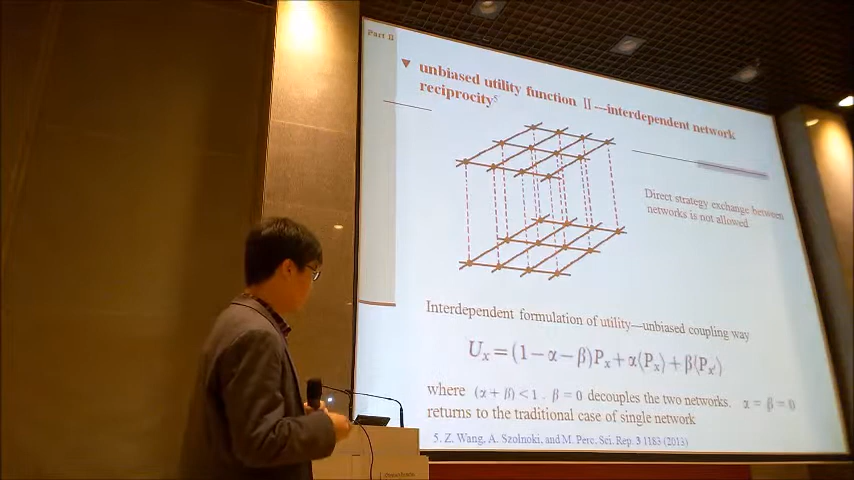 Part B
unbiased utility function II—interdependent network
reciprocity5
Direct strategy exchange between
networks is not allowed
Interdependent formulation of utility—unbiased coupling way
Uₓ=(1-α-β)Pₓ+α⟨Pₓ⟩+β⟨Pₓ'⟩
where (α+β)<1. β=0 decouples the two networks. α=β=0
returns to the traditional case of single network
5. Z. Wang, A. Szolnoki, and M. Perc, Sci. Rep. 3 1183 (2013)